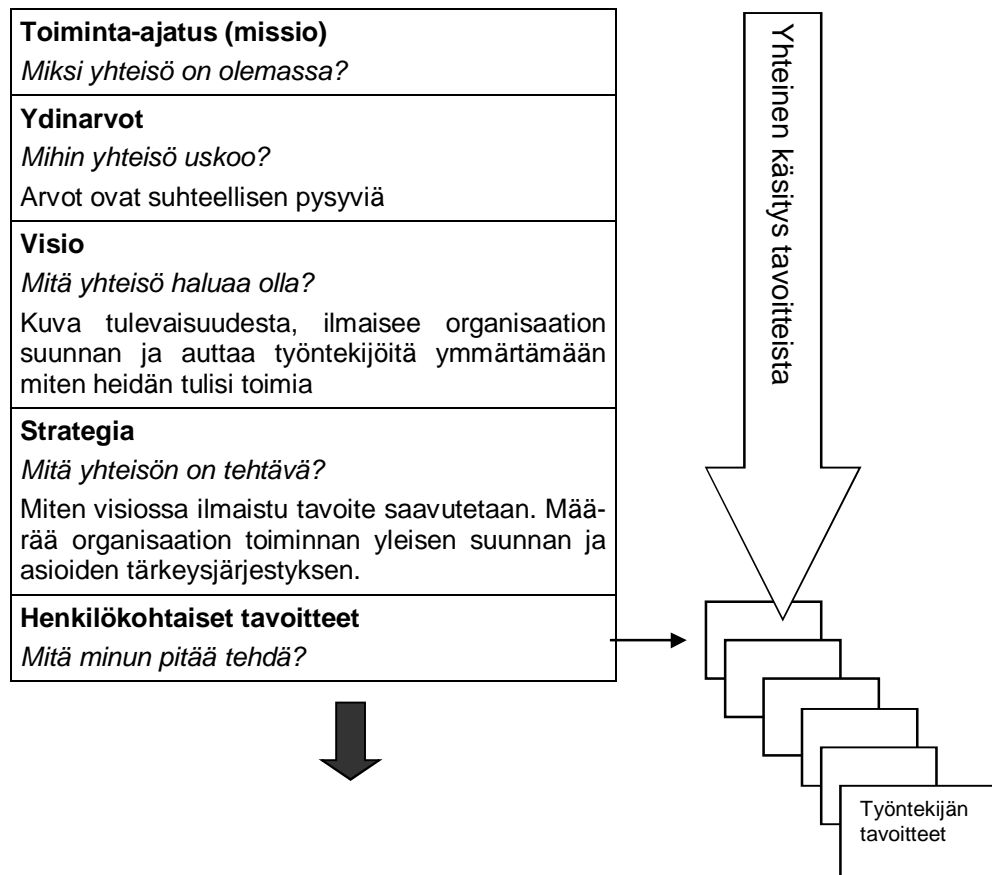 Toiminta-ajatus (missio)
Miksi yhteisö on olemassa?
Ydinarvot
Mihin yhteisö uskoo?
Arvot ovat suhteellisen pysyviä
Visio
Mitä yhteisö haluaa olla?
Kuva tulevaisuudesta, ilmaisee organisaation
suunnan ja auttaa työntekijöitä ymmärtämään
miten heidän tulisi toimia
Strategia
Mitä yhteisön on tehtävä?
Miten visiossa ilmaistu tavoite saavutetaan. Mää-
rää organisaation toiminnan yleisen suunnan ja
asioiden tärkeysjärjestyksen.
Henkilökohtaiset tavoitteet
Mitä minun pitää tehdä?
Yhteinen käsitys tavoitteista
Työntekijän
tavoitteet